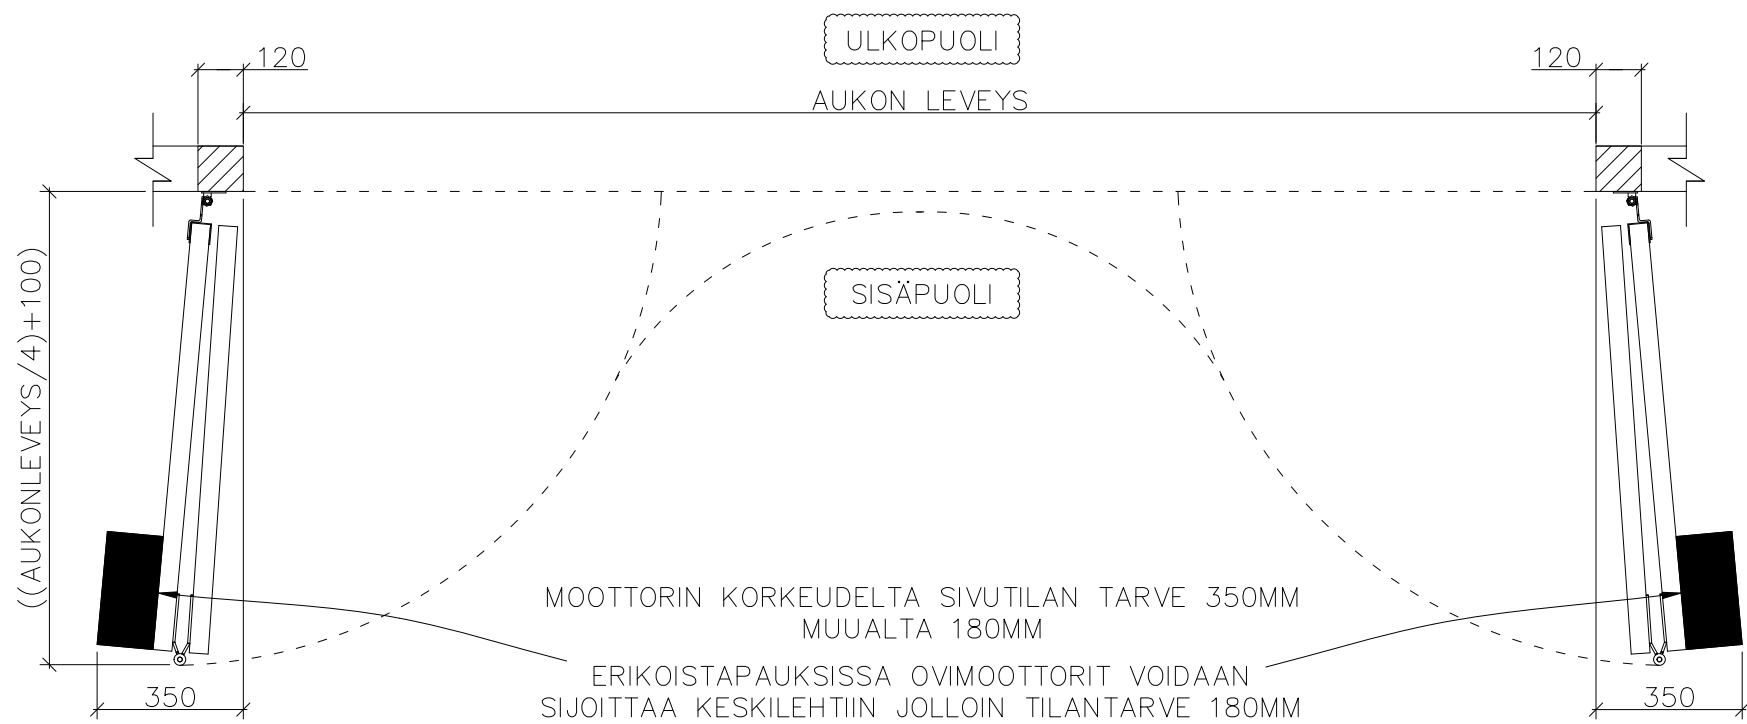 ULKOPUOLI
120
120
AUKON LEVEYS
SISÄPUOLI
((AUKONLEVEYS/4)+100)
MOOTTORIN KORKEUDELTA SIVUTILAN TARVE 350MM
MUUALTA 180MM
ERIKOISTAPAUKSISSA OVIMOOTTORIT VOIDAAN
SIJOITTAA KESKILEHTIIN JOLLOIN TILANTARVE 180MM
350
350